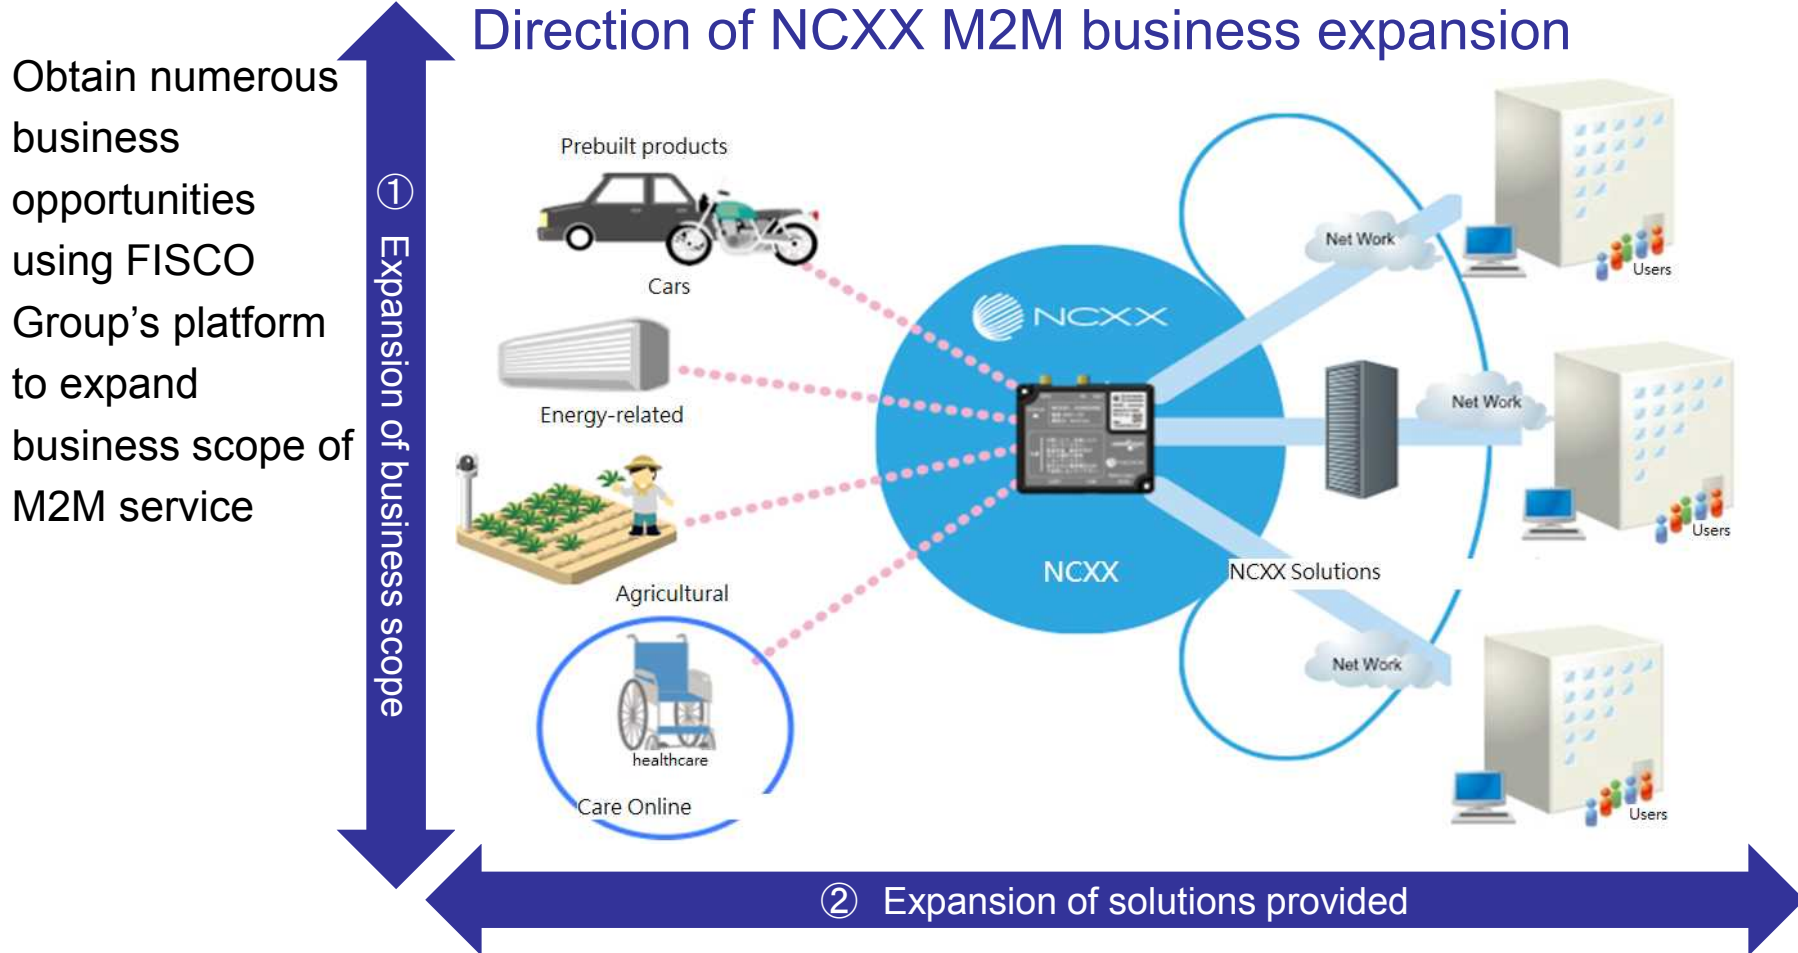 Direction of NCXX M2M business expansion
Obtain numerous
business
opportunities
using FISCO
Group’s platform
to expand
business scope of
M2M service
① Expansion of business scope
Prebuilt products
Cars
Energy-related
Agricultural
healthcare
Care Online
NCXX
NCXX
NCXX Solutions
Net Work
Users
Net Work
Users
Net Work
Users
② Expansion of solutions provided